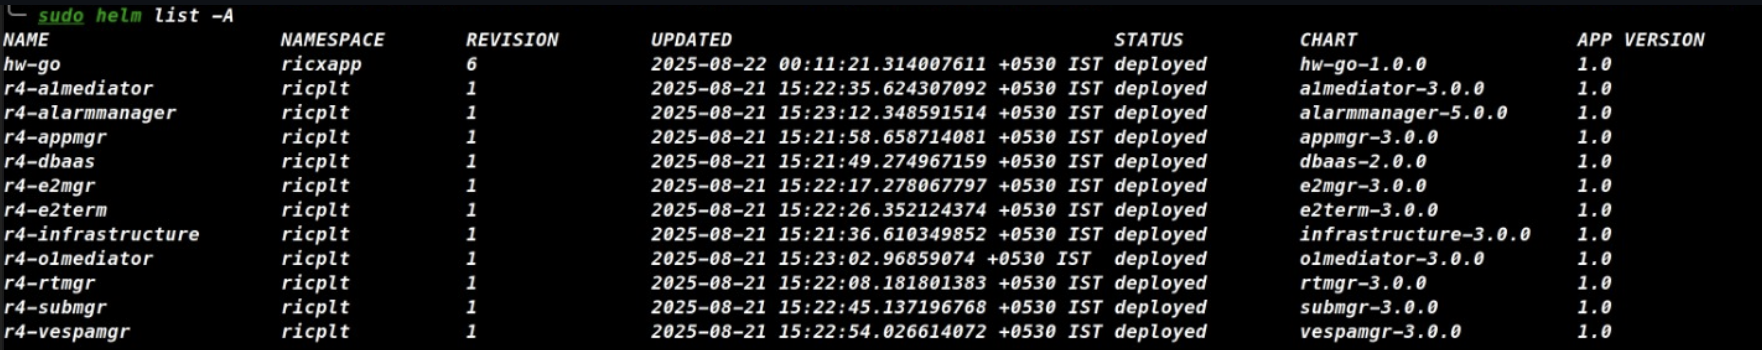 sudo helm list -A
NAME NAMESPACE REVISION UPDATED STATUS CHART APP VERSION
hw-go ricxapp 6 2025-08-22 00:11:21.314007611 +0530 IST deployed hw-go-1.0.0 1.0
r4-a1mediator ricplt 1 2025-08-21 15:22:35.624307092 +0530 IST deployed a1mediator-3.0.0 1.0
r4-alarmmanager ricplt 1 2025-08-21 15:23:12.348591514 +0530 IST deployed alarmmanager-5.0.0 1.0
r4-appmgr ricplt 1 2025-08-21 15:21:58.658714081 +0530 IST deployed appmgr-3.0.0 1.0
r4-dbaas ricplt 1 2025-08-21 15:21:49.274967159 +0530 IST deployed dbaas-2.0.0 1.0
r4-e2mgr ricplt 1 2025-08-21 15:22:17.278067797 +0530 IST deployed e2mgr-3.0.0 1.0
r4-e2term ricplt 1 2025-08-21 15:22:26.352124374 +0530 IST deployed e2term-3.0.0 1.0
r4-infrastructure ricplt 1 2025-08-21 15:21:36.610349852 +0530 IST deployed infrastructure-3.0.0 1.0
r4-o1mediator ricplt 1 2025-08-21 15:23:02.96859074 +0530 IST deployed o1mediator-3.0.0 1.0
r4-rtmgr ricplt 1 2025-08-21 15:22:08.181801383 +0530 IST deployed rtmgr-3.0.0 1.0
r4-submgr ricplt 1 2025-08-21 15:22:45.137196768 +0530 IST deployed submgr-3.0.0 1.0
r4-vespamgr ricplt 1 2025-08-21 15:22:54.026614072 +0530 IST deployed vespamgr-3.0.0 1.0